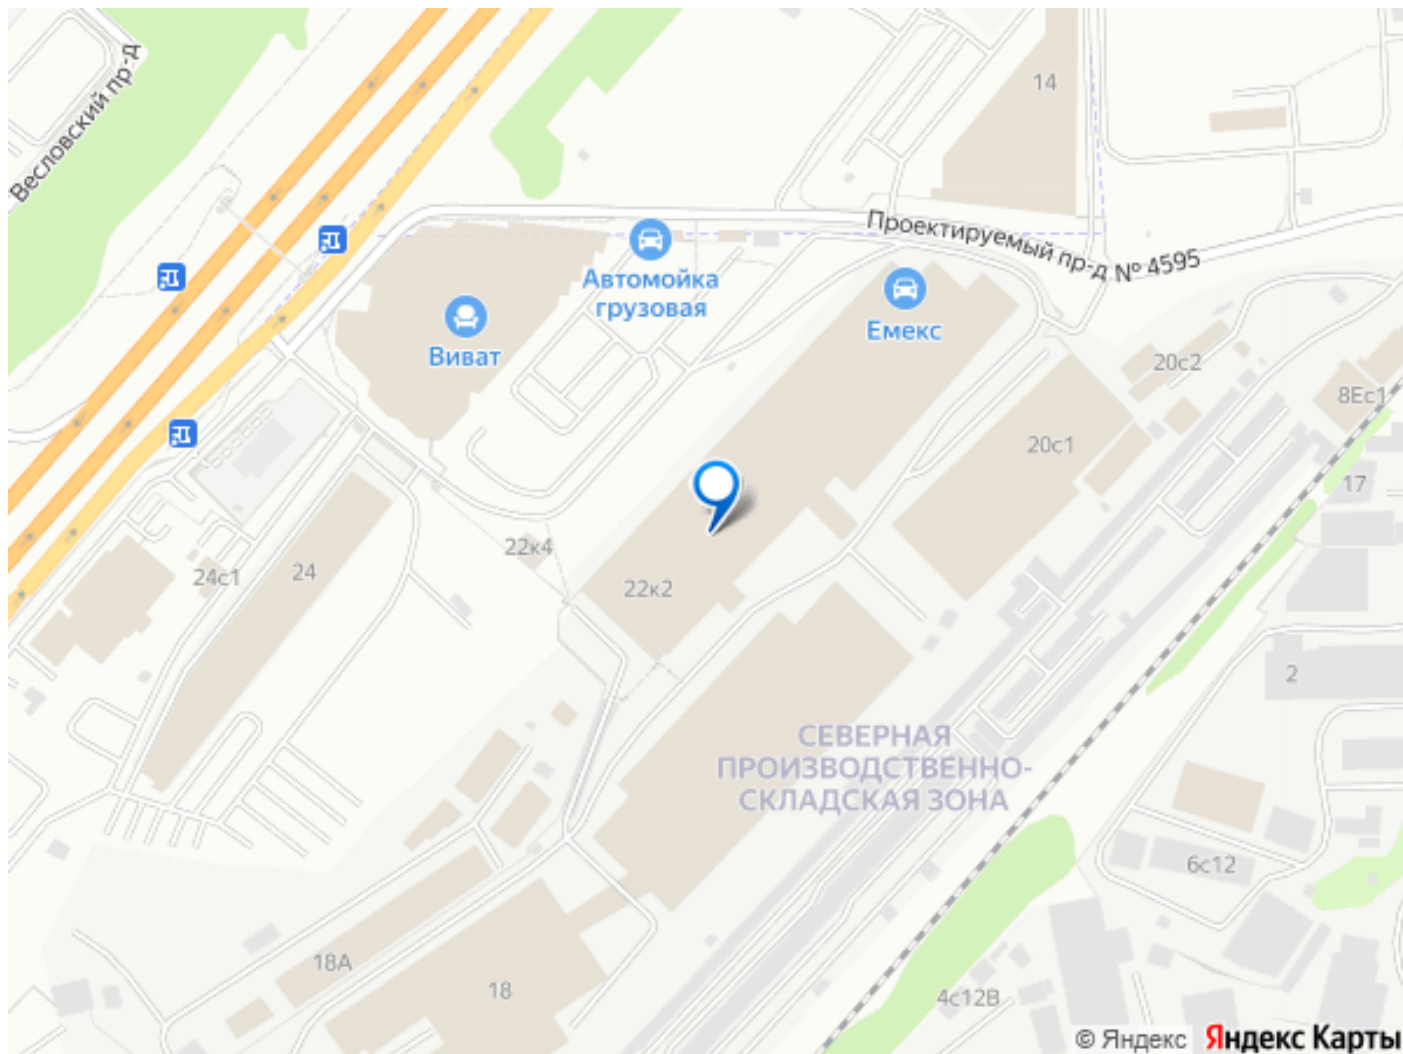 Весловский пр-д
14
Проектируемый пр-д № 4595
Автомойка
грузовая
Емекс
Виват
20с2
8Ес1
20с1
17
22к4
24с1
24
22к2
2
СЕВЕРНАЯ
ПРОИЗВОДСТВЕННО-
СКЛАДСКАЯ ЗОНА
6с12
18А
18
4с12В
© Яндекс Яндекс Карты